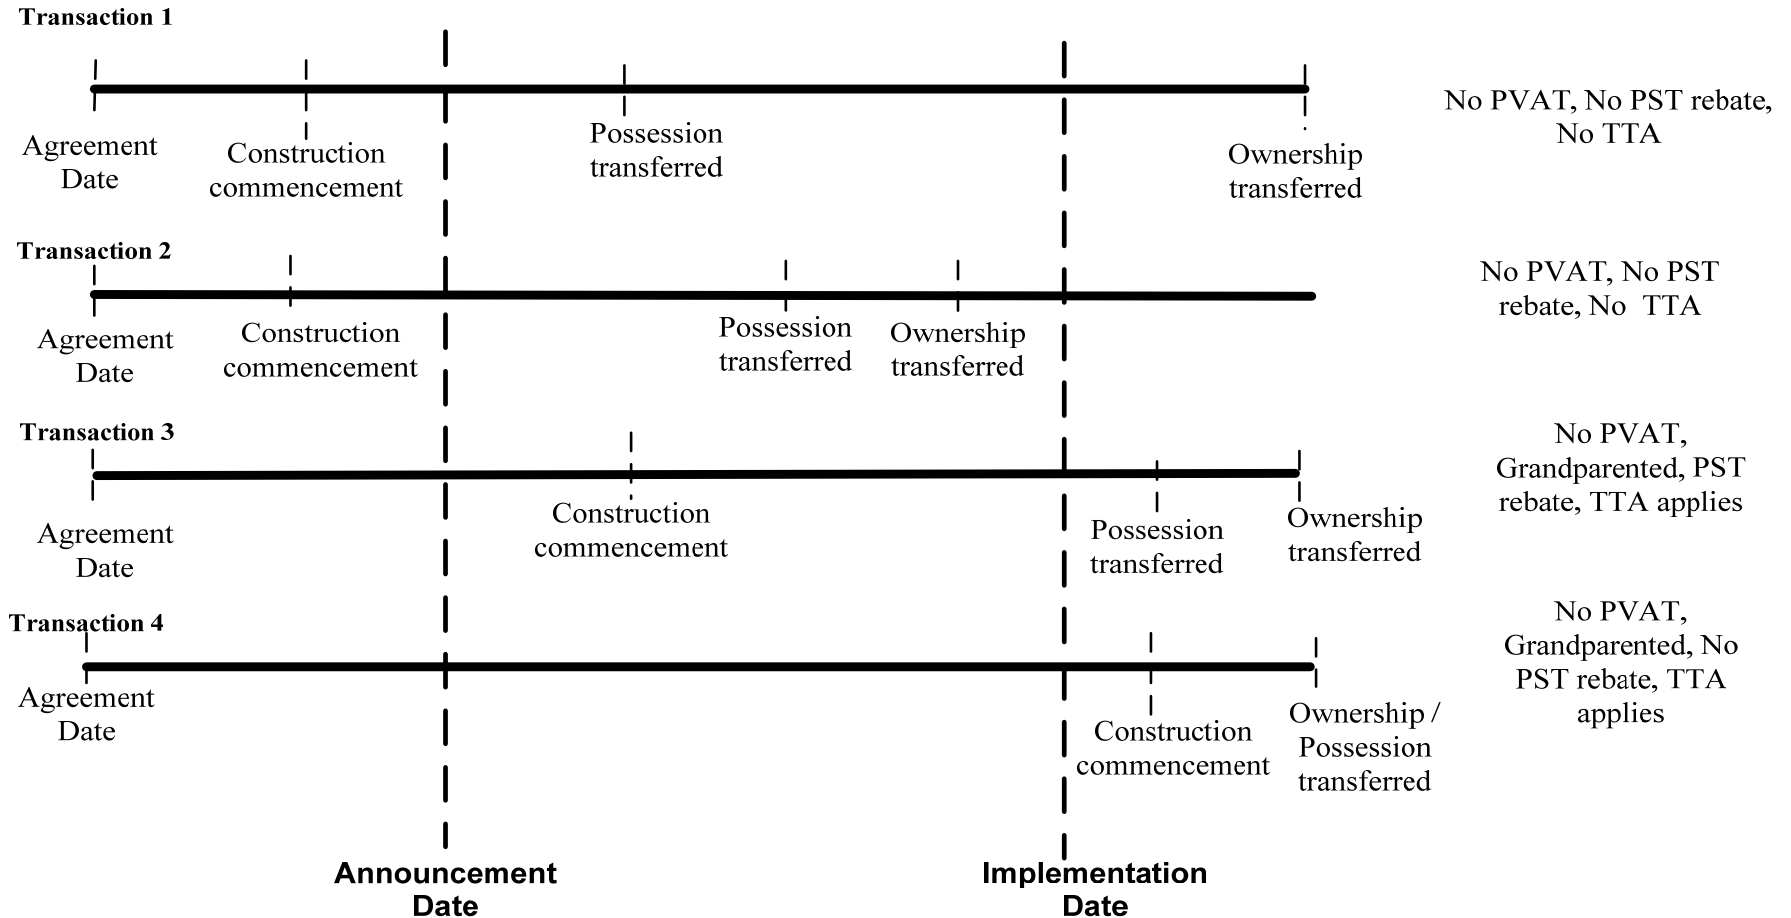 Transaction 1
Agreement
Date
Construction
commencement
Possession
transferred
Ownership
transferred
No PVAT, No PST rebate,
No TTA
Transaction 2
Agreement
Date
Construction
commencement
Possession
transferred
Ownership
transferred
No PVAT, No PST
rebate, No TTA
Transaction 3
Agreement
Date
Construction
commencement
Possession
transferred
Ownership
transferred
No PVAT,
Grandparented, PST
rebate, TTA applies
Transaction 4
Agreement
Date
Construction
commencement
Ownership /
Possession
transferred
No PVAT,
Grandparented, No
PST rebate, TTA
applies
Announcement
Date
Implementation
Date